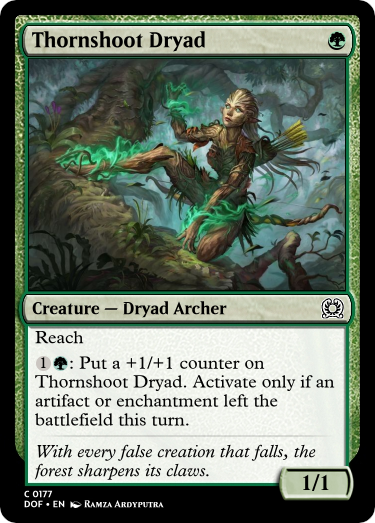 Thornshoot Dryad
Creature — Dryad Archer
Reach
1 : Put a +1/+1 counter on
Thornshoot Dryad. Activate only if an
artifact or enchantment left the
battlefield this turn.
With every false creation that falls, the
forest sharpens its claws.
1/1
C 0177
DOF • EN Ramza Ardyputra